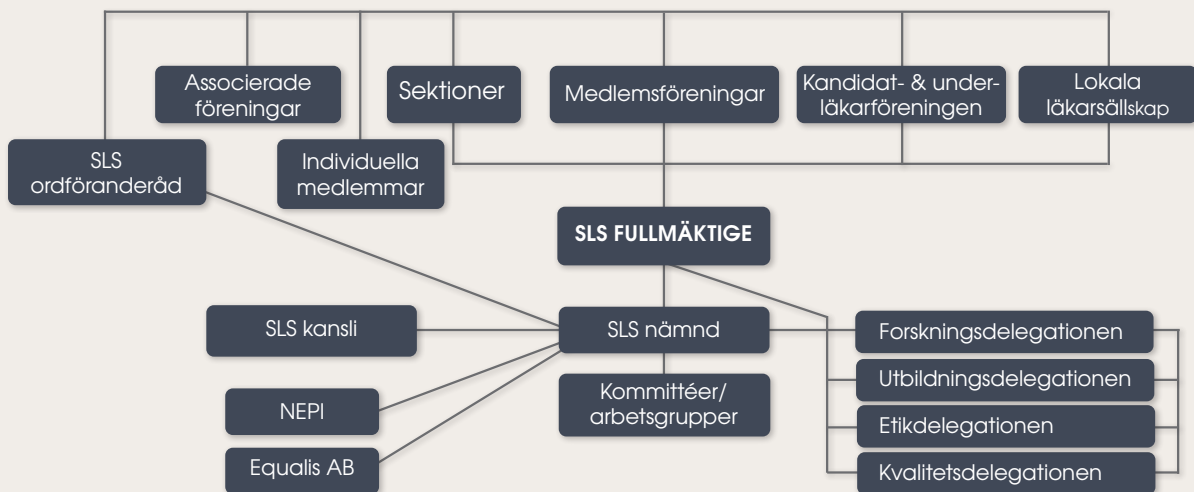 Associerade
föreningar
Sektioner
Medlemsföreningar
Kandidat- & under-
läkarföreningen
Lokala
läkarsällskap
SLS
ordföranderåd
Individuella
medlemmar
SLS FULLMÄKTIGE
SLS kansli
SLS nämnd
Forskningsdelegationen
Utbildningsdelegationen
Kommittéer/
arbetsgrupper
NEPI
Etikdelegationen
Equalis AB
Kvalitetsdelegationen